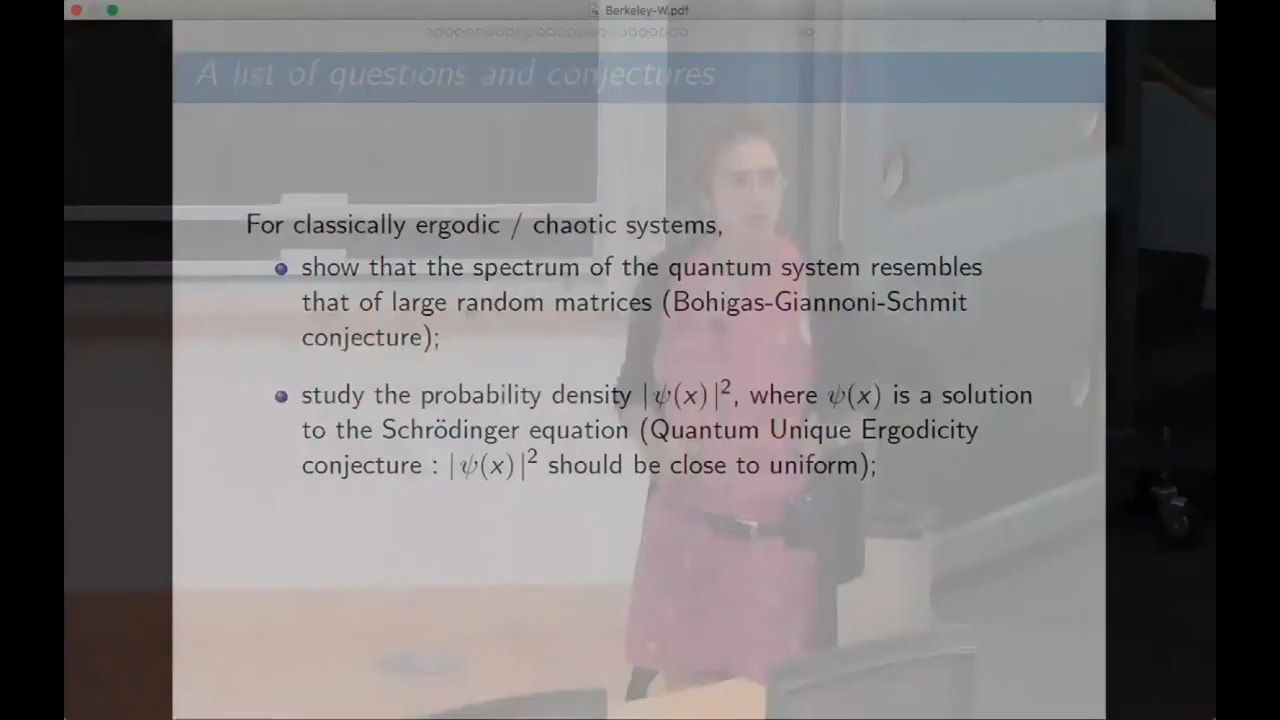 Berkeley-W.pdf
A list of questions and conjectures
For classically ergodic / chaotic systems,
show that the spectrum of the quantum system resembles
that of large random matrices (Bohigas-Giannoni-Schmit
conjecture);
study the probability density |ψ(x)|², where ψ(x) is a solution
to the Schrödinger equation (Quantum Unique Ergodicity
conjecture : |ψ(x)|² should be close to uniform);